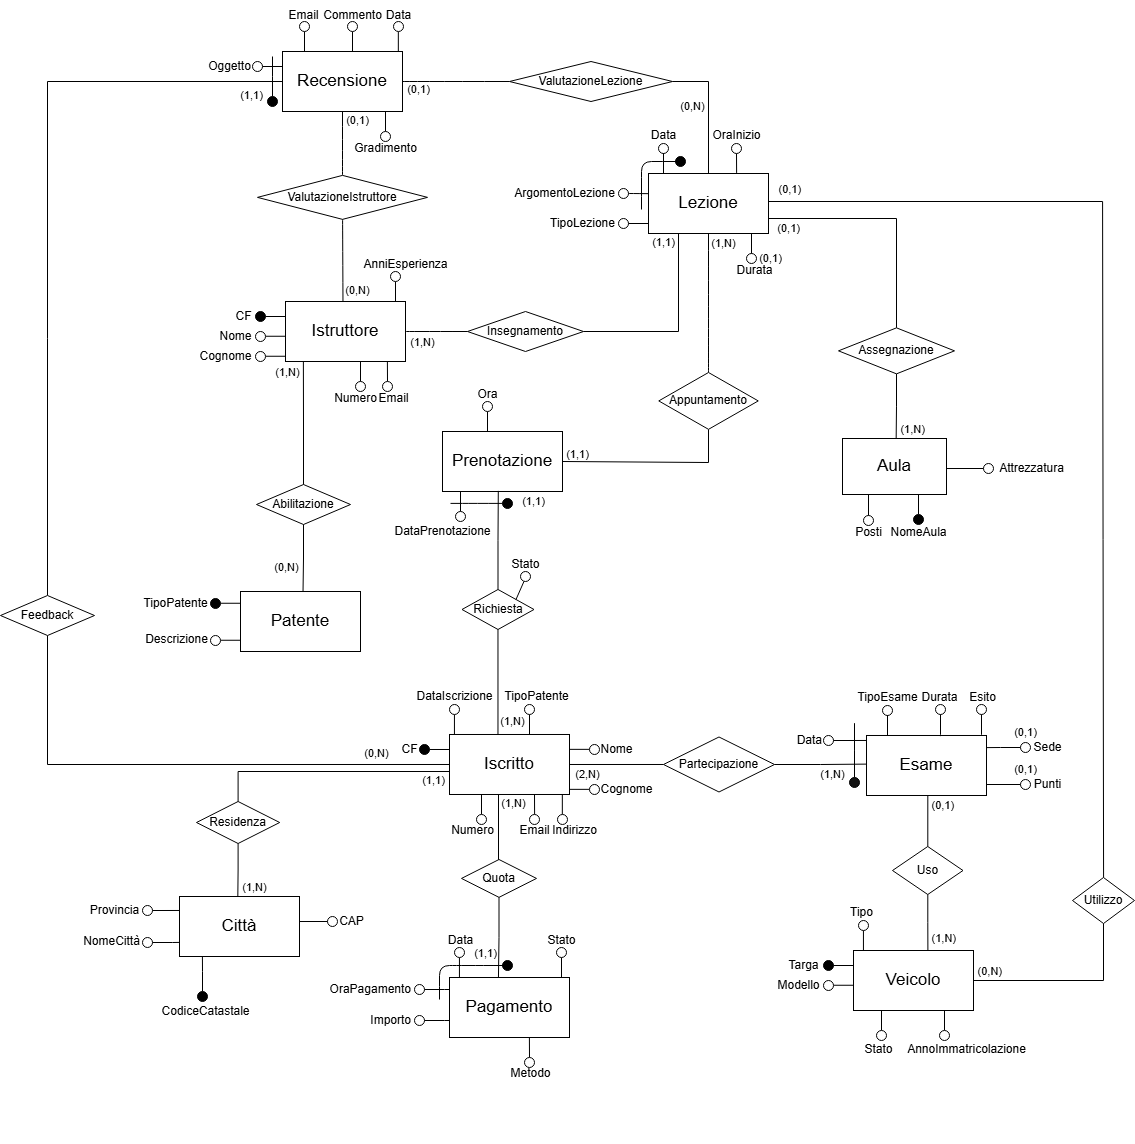 Email Commento Data
Oggetto
Recensione
(1,1)
(0,1)
ValutazioneLezione
(0,N)
(0,1)
Gradimento
Data
OraInizio
ArgomentoLezione
Lezione
(0,1)
TipoLezione
(0,1)
(1,1)
(1,N)
(0,1)
Durata
ValutazioneIstruttore
(0,N)
AnniEsperienza
CF
Nome
Istruttore
Cognome
(1,N)
Insegnamento
(1,N)
Numero Email
Assegnazione
Appuntamento
Ora
Prenotazione
(1,1)
(1,N)
Aula
Attrezzatura
(1,1)
DataPrenotazione
Posti
NomeAula
Abilitazione
(0,N)
Stato
TipoPatente
Richiesta
Feedback
Patente
Descrizione
DataIscrizione
TipoPatente
TipoEsame Durata Esito
(1,N)
CF
Iscritto
Nome
(0,N)
(1,1)
(2,N)
Cognome
Partecipazione
Data
(1,N)
Esame
(0,1)
Sede
(0,1)
Punti
(1,N)
(0,1)
Numero
Email Indirizzo
Residenza
Quota
Uso
Utilizzo
(1,N)
Provincia
Città
CAP
NomeCittà
CodiceCatastale
Data
(1,1)
Stato
OraPagamento
Pagamento
Importo
Metodo
Tipo
(1,N)
Targa
Veicolo
(0,N)
Modello
Stato
AnnoImmatricolazione